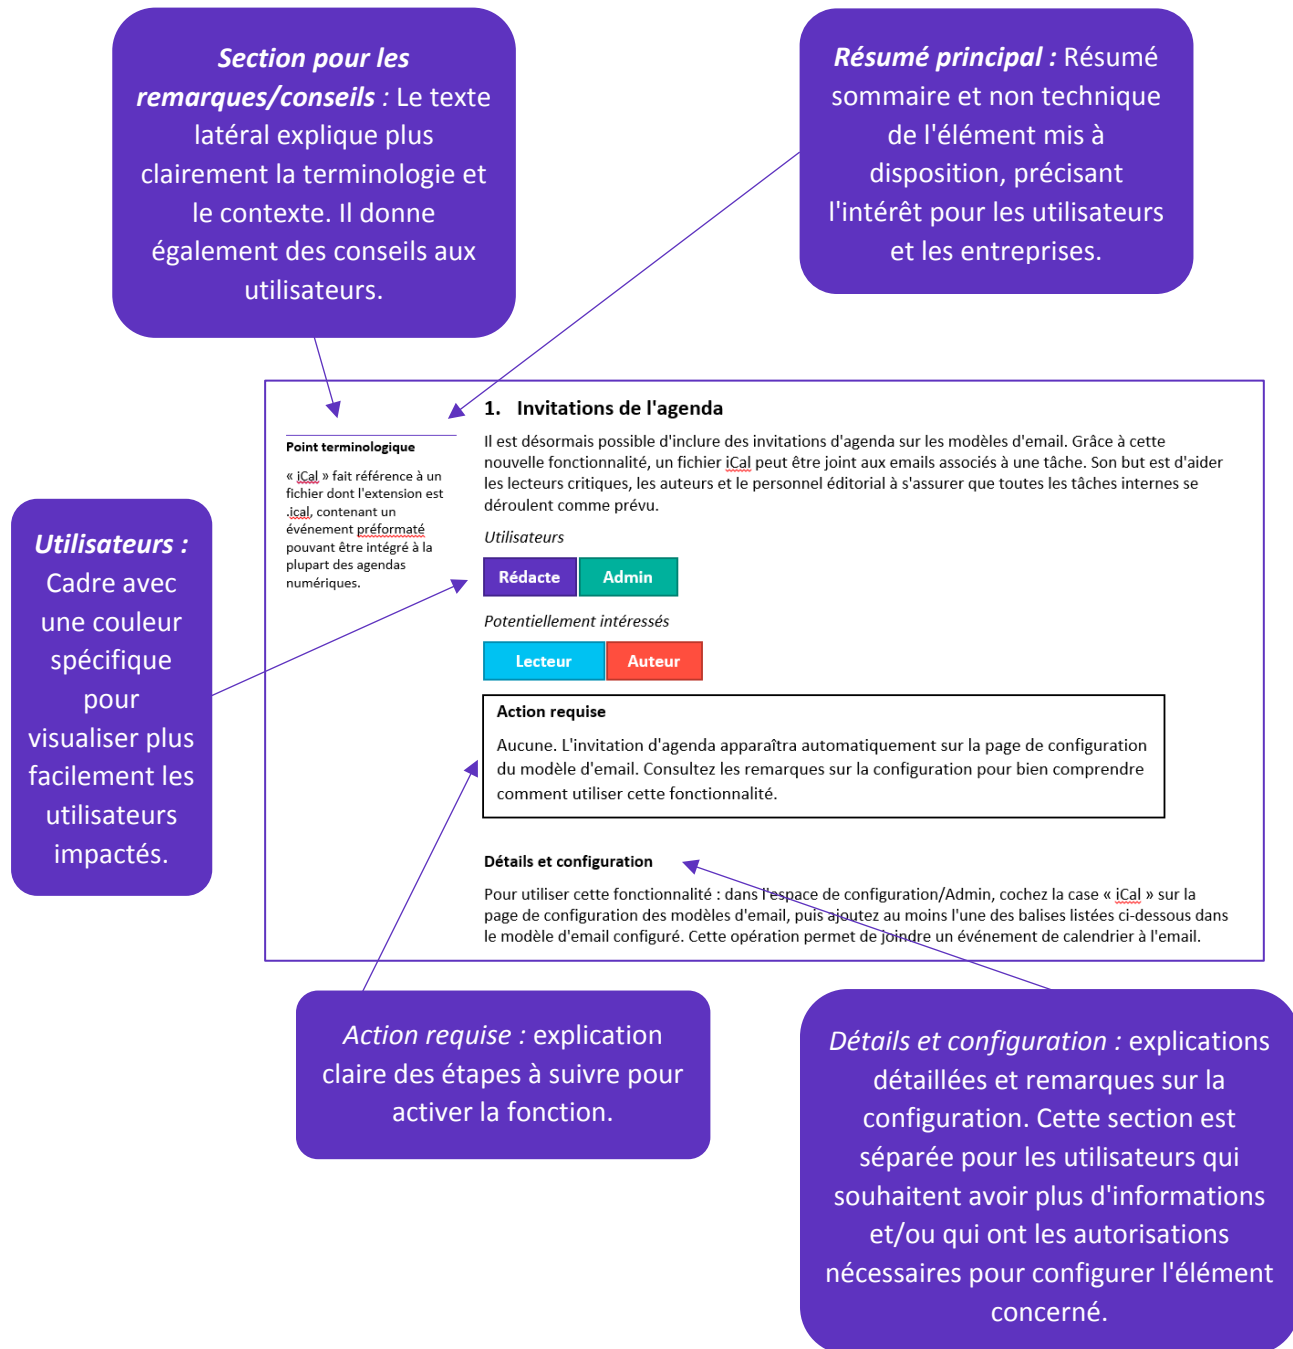 Section pour les
remarques/conseils : Le texte
latéral explique plus
clairement la terminologie et
le contexte. Il donne
également des conseils aux
utilisateurs.
Résumé principal : Résumé
sommaire et non technique
de l'élément mis à
disposition, précisant
l'intérêt pour les utilisateurs
et les entreprises.
Utilisateurs :
Cadre avec
une couleur
spécifique
pour
visualiser plus
facilement les
utilisateurs
impactés.
Point terminologique
« iCal » fait référence à un
fichier dont l'extension est
.ical, contenant un
événement préformaté
pouvant être intégré à la
plupart des agendas
numériques.
1. Invitations de l'agenda
Il est désormais possible d'inclure des invitations d'agenda sur les modèles d'email. Grâce à cette
nouvelle fonctionnalité, un fichier iCal peut être joint aux emails associés à une tâche. Son but est d'aider
les lecteurs critiques, les auteurs et le personnel éditorial à s'assurer que toutes les tâches internes se
déroulent comme prévu.
Utilisateurs
Rédacte Admin
Potentiellement intéressés
Lecteur Auteur
Action requise
Aucune. L'invitation d'agenda apparaîtra automatiquement sur la page de configuration
du modèle d'email. Consultez les remarques sur la configuration pour bien comprendre
comment utiliser cette fonctionnalité.
Détails et configuration
Pour utiliser cette fonctionnalité : dans l'espace de configuration/Admin, cochez la case « iCal » sur la
page de configuration des modèles d'email, puis ajoutez au moins l'une des balises listées ci-dessous dans
le modèle d'email configuré. Cette opération permet de joindre un événement de calendrier à l'email.
Action requise : explication
claire des étapes à suivre pour
activer la fonction.
Détails et configuration : explications
détaillées et remarques sur la
configuration. Cette section est
séparée pour les utilisateurs qui
souhaitent avoir plus d'informations
et/ou qui ont les autorisations
nécessaires pour configurer l'élément
concerné.